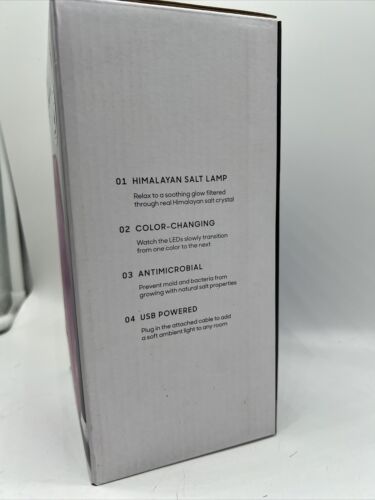 01 HIMALAYAN SALT LAMP
Relax to a soothing glow filtered
through real Himalayan salt crystal
02 COLOR-CHANGING
Watch the LEDs slowly transition
from one color to the next
03 ANTIMICROBIAL
Prevent mold and bacteria from
growing with natural salt properties
04 USB POWERED
Plug in the attached cable to add
a soft ambient light to any room